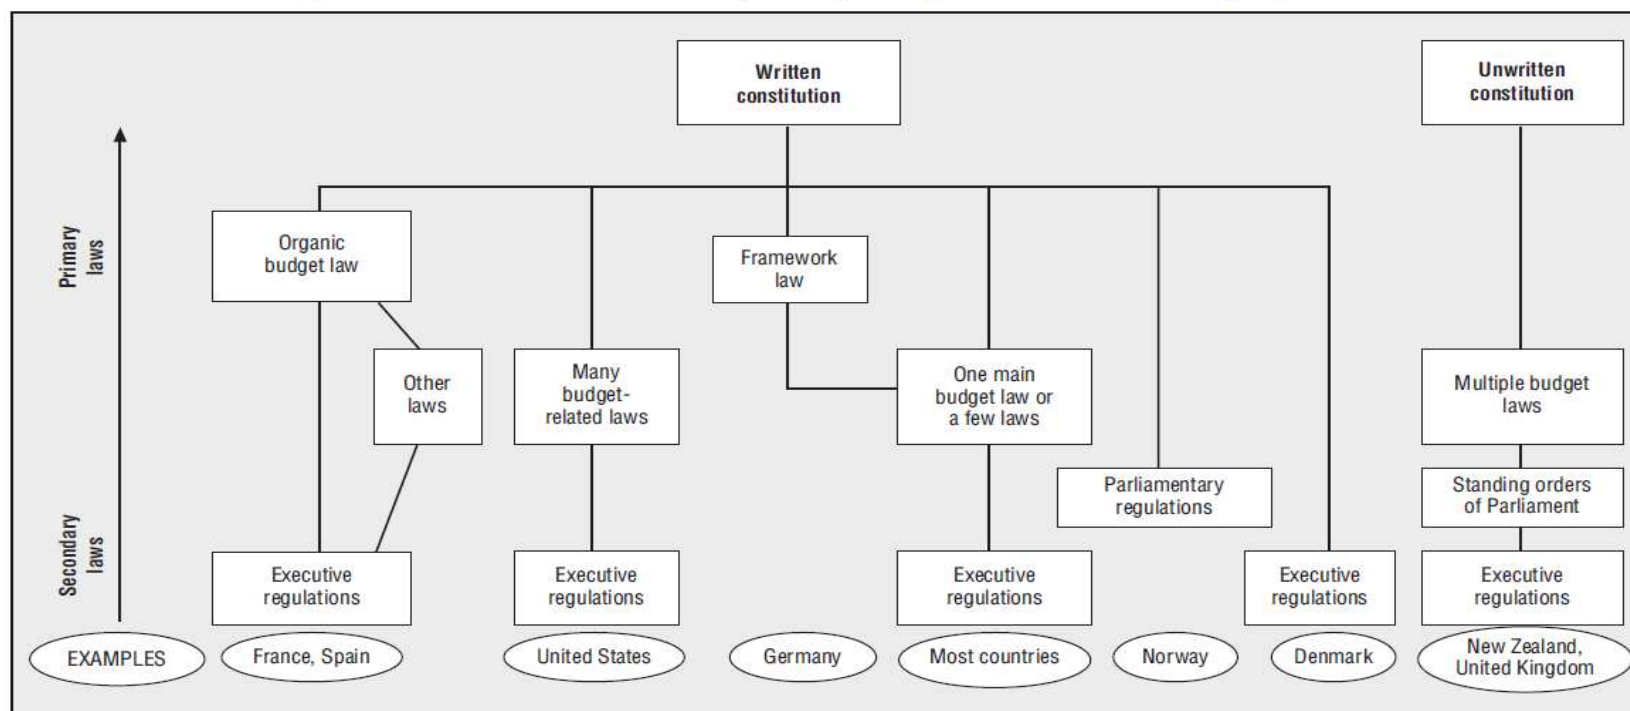 Written
constitution
Unwritten
constitution
Primary
laws
Organic
budget law
Framework
law
Other
laws
Many
budget-
related laws
One main
budget law or
a few laws
Multiple budget
laws
Parliamentary
regulations
Standing orders
of Parliament
Secondary
laws
Executive
regulations
Executive
regulations
Executive
regulations
Executive
regulations
Executive
regulations
EXAMPLES
France, Spain
United States
Germany
Most countries
Norway
Denmark
New Zealand,
United Kingdom